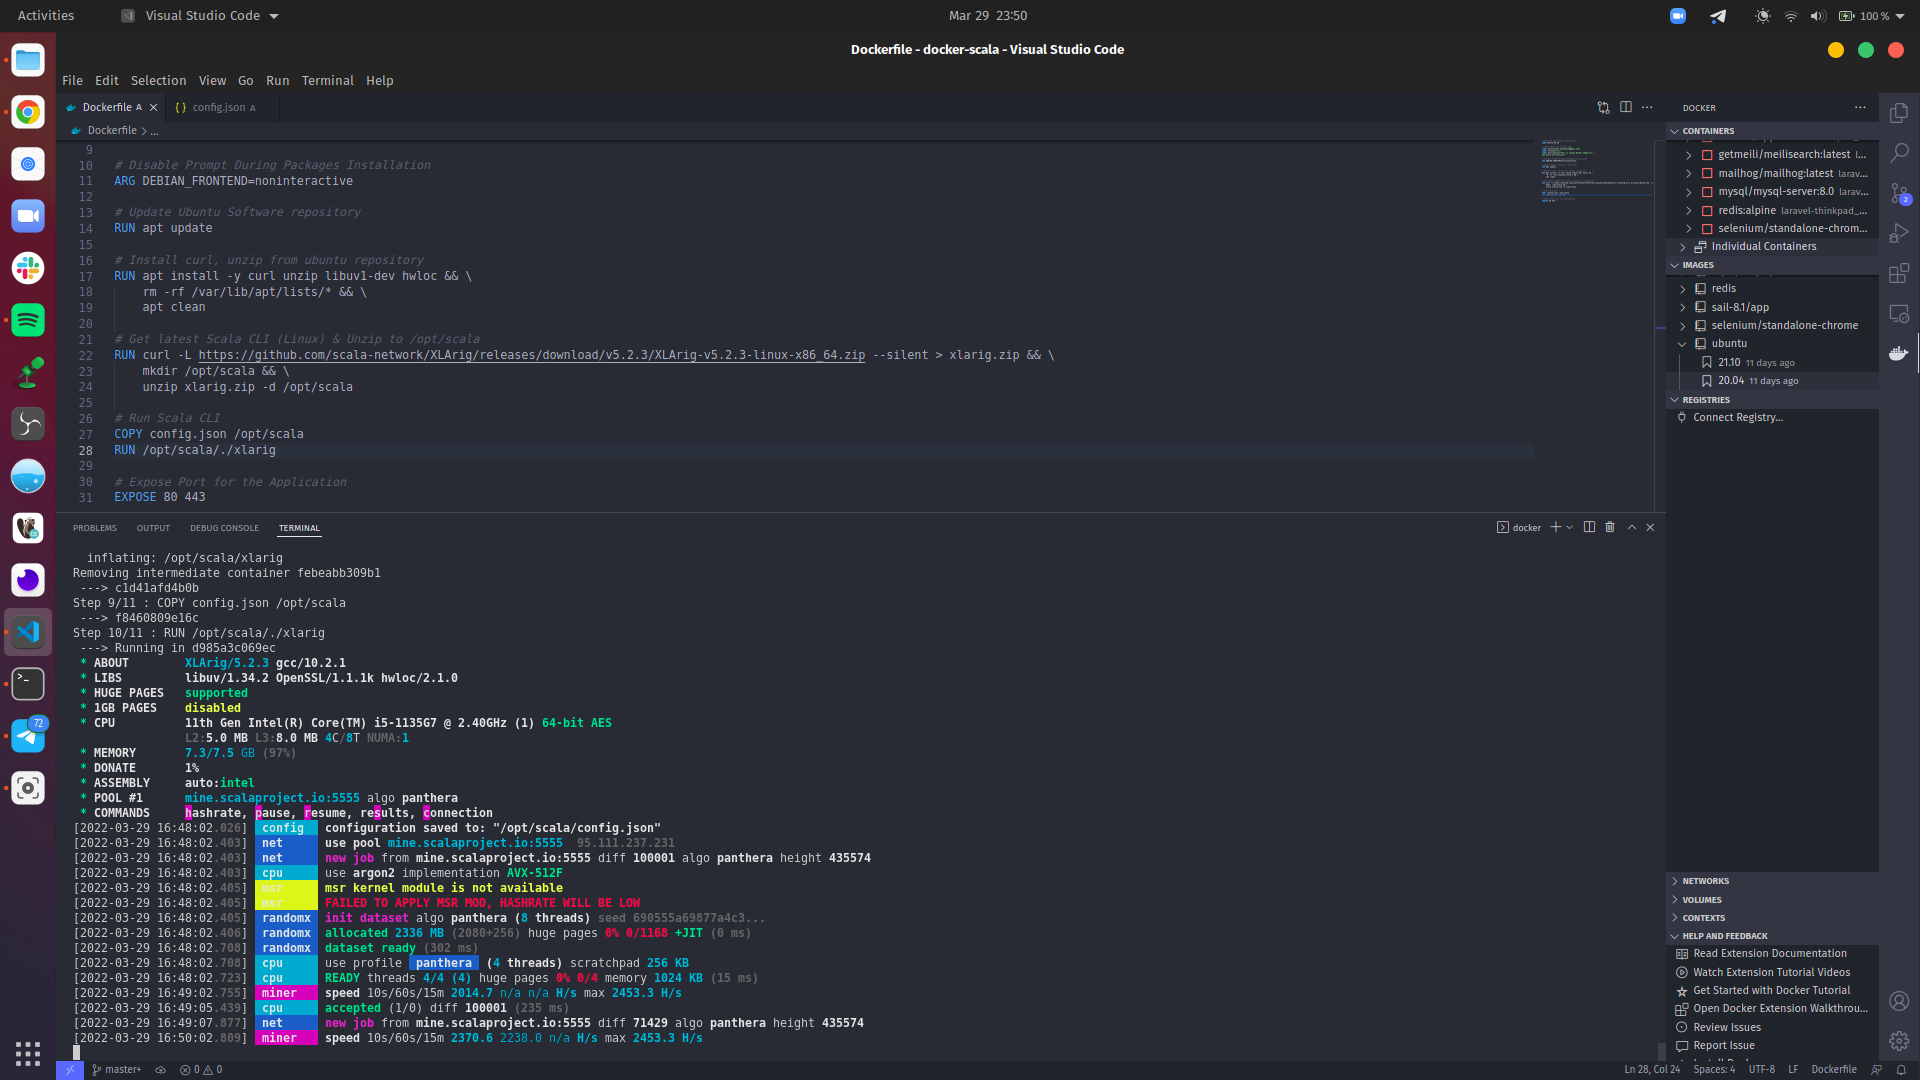 Activities
Visual Studio Code
Mar 29 23:50
100 %
Dockerfile - docker-scala - Visual Studio Code
File Edit Selection View Go Run Terminal Help
Dockerfile A
{ } config.json A
Dockerfile > ...
9
10 # Disable Prompt During Packages Installation
11 ARG DEBIAN_FRONTEND=noninteractive
12
13 # Update Ubuntu Software repository
14 RUN apt update
15
16 # Install curl, unzip from ubuntu repository
17 RUN apt install -y curl unzip libuv1-dev hwloc && \
18 rm -rf /var/lib/apt/lists/* && \
19 apt clean
20
21 # Get latest Scala CLI (Linux) & Unzip to /opt/scala
22 RUN curl -L https://github.com/scala-network/XLArig/releases/download/v5.2.3/XLArig-v5.2.3-linux-x86_64.zip --silent > xlarig.zip && \
23 mkdir /opt/scala && \
24 unzip xlarig.zip -d /opt/scala
25
26 # Run Scala CLI
27 COPY config.json /opt/scala
28 RUN /opt/scala/./xlarig
29
30 # Expose Port for the Application
31 EXPOSE 80 443
PROBLEMS OUTPUT DEBUG CONSOLE TERMINAL
docker
inflating: /opt/scala/xlarig
Removing intermediate container febeabb309b1
---> c1d41afd4b0b
Step 9/11 : COPY config.json /opt/scala
---> f8460809e16c
Step 10/11 : RUN /opt/scala/./xlarig
---> Running in d985a3c069ec
* ABOUT XLArig/5.2.3 gcc/10.2.1
* LIBS libuv/1.34.2 OpenSSL/1.1.1k hwloc/2.1.0
* HUGE PAGES supported
* 1GB PAGES disabled
* CPU 11th Gen Intel(R) Core(TM) i5-1135G7 @ 2.40GHz (1) 64-bit AES
L2:5.0 MB L3:8.0 MB 4C/8T NUMA:1
* MEMORY 7.3/7.5 GB (97%)
* DONATE 1%
* ASSEMBLY auto:intel
* POOL #1 mine.scalaproject.io:5555 algo panthera
* COMMANDS hashrate, pause, resume, results, connection
[2022-03-29 16:48:02.026] config configuration saved to: "/opt/scala/config.json"
[2022-03-29 16:48:02.403] net use pool mine.scalaproject.io:5555 95.111.237.231
[2022-03-29 16:48:02.403] net new job from mine.scalaproject.io:5555 diff 100001 algo panthera height 435574
[2022-03-29 16:48:02.403] cpu use argon2 implementation AVX-512F
[2022-03-29 16:48:02.405] msr msr kernel module is not available
[2022-03-29 16:48:02.405] msr FAILED TO APPLY MSR MOD, HASHRATE WILL BE LOW
[2022-03-29 16:48:02.405] randomx init dataset algo panthera (8 threads) seed 690555a69877a4c3...
[2022-03-29 16:48:02.406] randomx allocated 2336 MB (2080+256) huge pages 0% 0/1168 +JIT (0 ms)
[2022-03-29 16:48:02.708] randomx dataset ready (302 ms)
[2022-03-29 16:48:02.708] cpu use profile panthera (4 threads) scratchpad 256 KB
[2022-03-29 16:48:02.723] cpu READY threads 4/4 (4) huge pages 0% 0/4 memory 1024 KB (15 ms)
[2022-03-29 16:49:02.755] miner speed 10s/60s/15m 2014.7 n/a n/a H/s max 2453.3 H/s
[2022-03-29 16:49:05.439] cpu accepted (1/0) diff 100001 (235 ms)
[2022-03-29 16:49:07.877] net new job from mine.scalaproject.io:5555 diff 71429 algo panthera height 435574
[2022-03-29 16:50:02.809] miner speed 10s/60s/15m 2370.6 2238.0 n/a H/s max 2453.3 H/s
DOCKER
CONTAINERS
getmeili/meilisearch:latest l...
mailhog/mailhog:latest larav...
mysql/mysql-server:8.0 larav...
redis:alpine laravel-thinkpad_...
selenium/standalone-chrom...
Individual Containers
IMAGES
redis
sail-8.1/app
selenium/standalone-chrome
ubuntu
21.10 11 days ago
20.04 11 days ago
REGISTRIES
Connect Registry...
NETWORKS
VOLUMES
CONTEXTS
HELP AND FEEDBACK
Read Extension Documentation
Watch Extension Tutorial Videos
Get Started with Docker Tutorial
Open Docker Extension Walkthrou...
Review Issues
Report Issue
2
72
master+
0 0
Ln 28, Col 24 Spaces: 4 UTF-8 LF Dockerfile